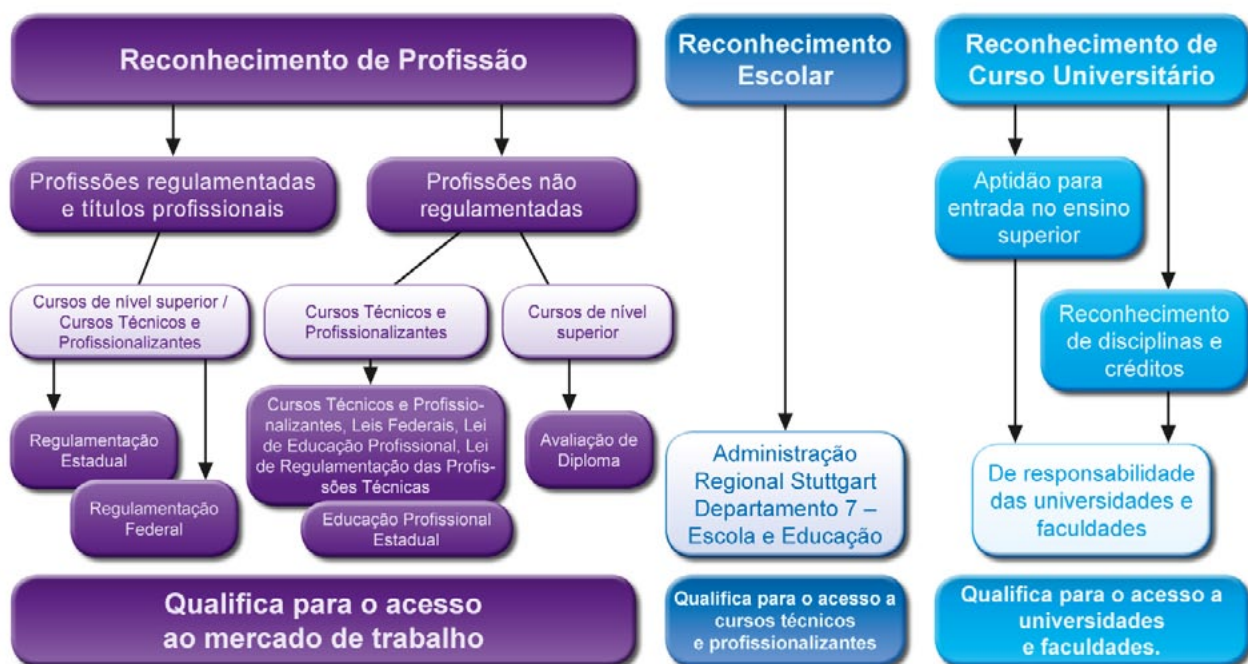 Reconhecimento de Profissão
Profissões regulamentadas
e títulos profissionais
Profissões não
regulamentadas
Cursos de nível superior /
Cursos Técnicos e
Profissionalizantes
Cursos Técnicos e
Profissionalizantes
Cursos de nível
superior
Regulamentação
Estadual
Regulamentação
Federal
Cursos Técnicos e Profissio-
nalizantes, Leis Federais, Lei
de Educação Profissional, Lei
de Regulamentação das Profis-
sões Técnicas
Educação Profissional
Estadual
Avaliação de
Diploma
Qualifica para o acesso
ao mercado de trabalho
Reconhecimento
Escolar
Administração
Regional Stuttgart
Departamento 7 –
Escola e Educação
Qualifica para o acesso a
cursos técnicos
e profissionalizantes
Reconhecimento de
Curso Universitário
Aptidão para
entrada no ensino
superior
Reconhecimento
de disciplinas e
créditos
De responsabilidade
das universidades e
faculdades
Qualifica para o acesso a
universidades
e faculdades.